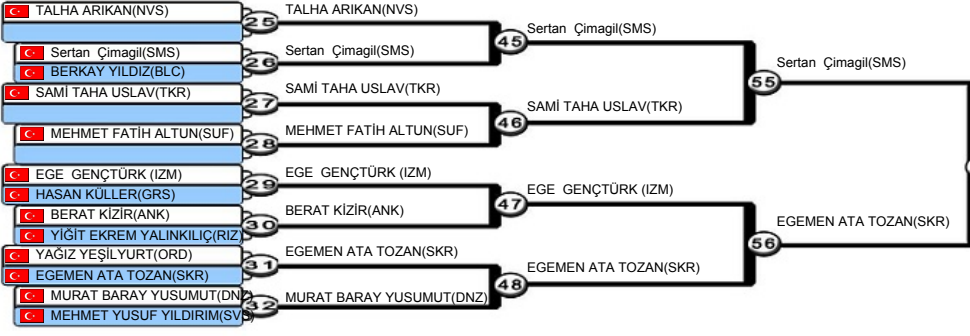 TALHA ARIKAN(NVS)
Sertan Çimagil(SMS)
BERKAY YILDIZ(BLC)
SAMİ TAHA USLAV(TKR)
MEHMET FATİH ALTUN(SUF)
EGE GENÇTÜRK (IZM)
HASAN KÜLLER(GRS)
BERAT KİZİR(ANK)
YİĞİT EKREM YALINKILIÇ(RIZ)
YAĞIZ YEŞİLYURT(ORD)
EGEMEN ATA TOZAN(SKR)
MURAT BARAY YUSUMUT(DNZ)
MEHMET YUSUF YILDIRIM(SVS)
25
26
27
28
29
30
31
32
TALHA ARIKAN(NVS)
Sertan Çimagil(SMS)
SAMİ TAHA USLAV(TKR)
MEHMET FATİH ALTUN(SUF)
EGE GENÇTÜRK (IZM)
BERAT KİZİR(ANK)
EGEMEN ATA TOZAN(SKR)
MURAT BARAY YUSUMUT(DNZ)
45
46
47
48
Sertan Çimagil(SMS)
SAMİ TAHA USLAV(TKR)
EGE GENÇTÜRK (IZM)
EGEMEN ATA TOZAN(SKR)
55
56
Sertan Çimagil(SMS)
EGEMEN ATA TOZAN(SKR)